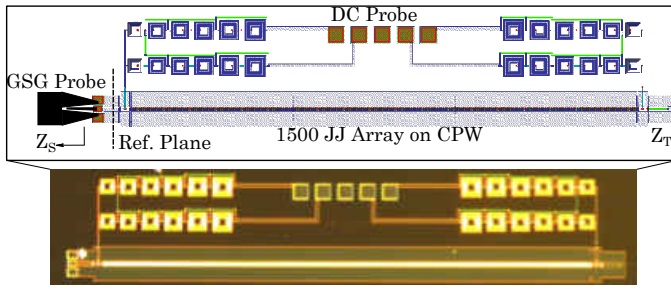 DC Probe
GSG Probe
Z_S
Ref. Plane
1500 JJ Array on CPW
Z_T